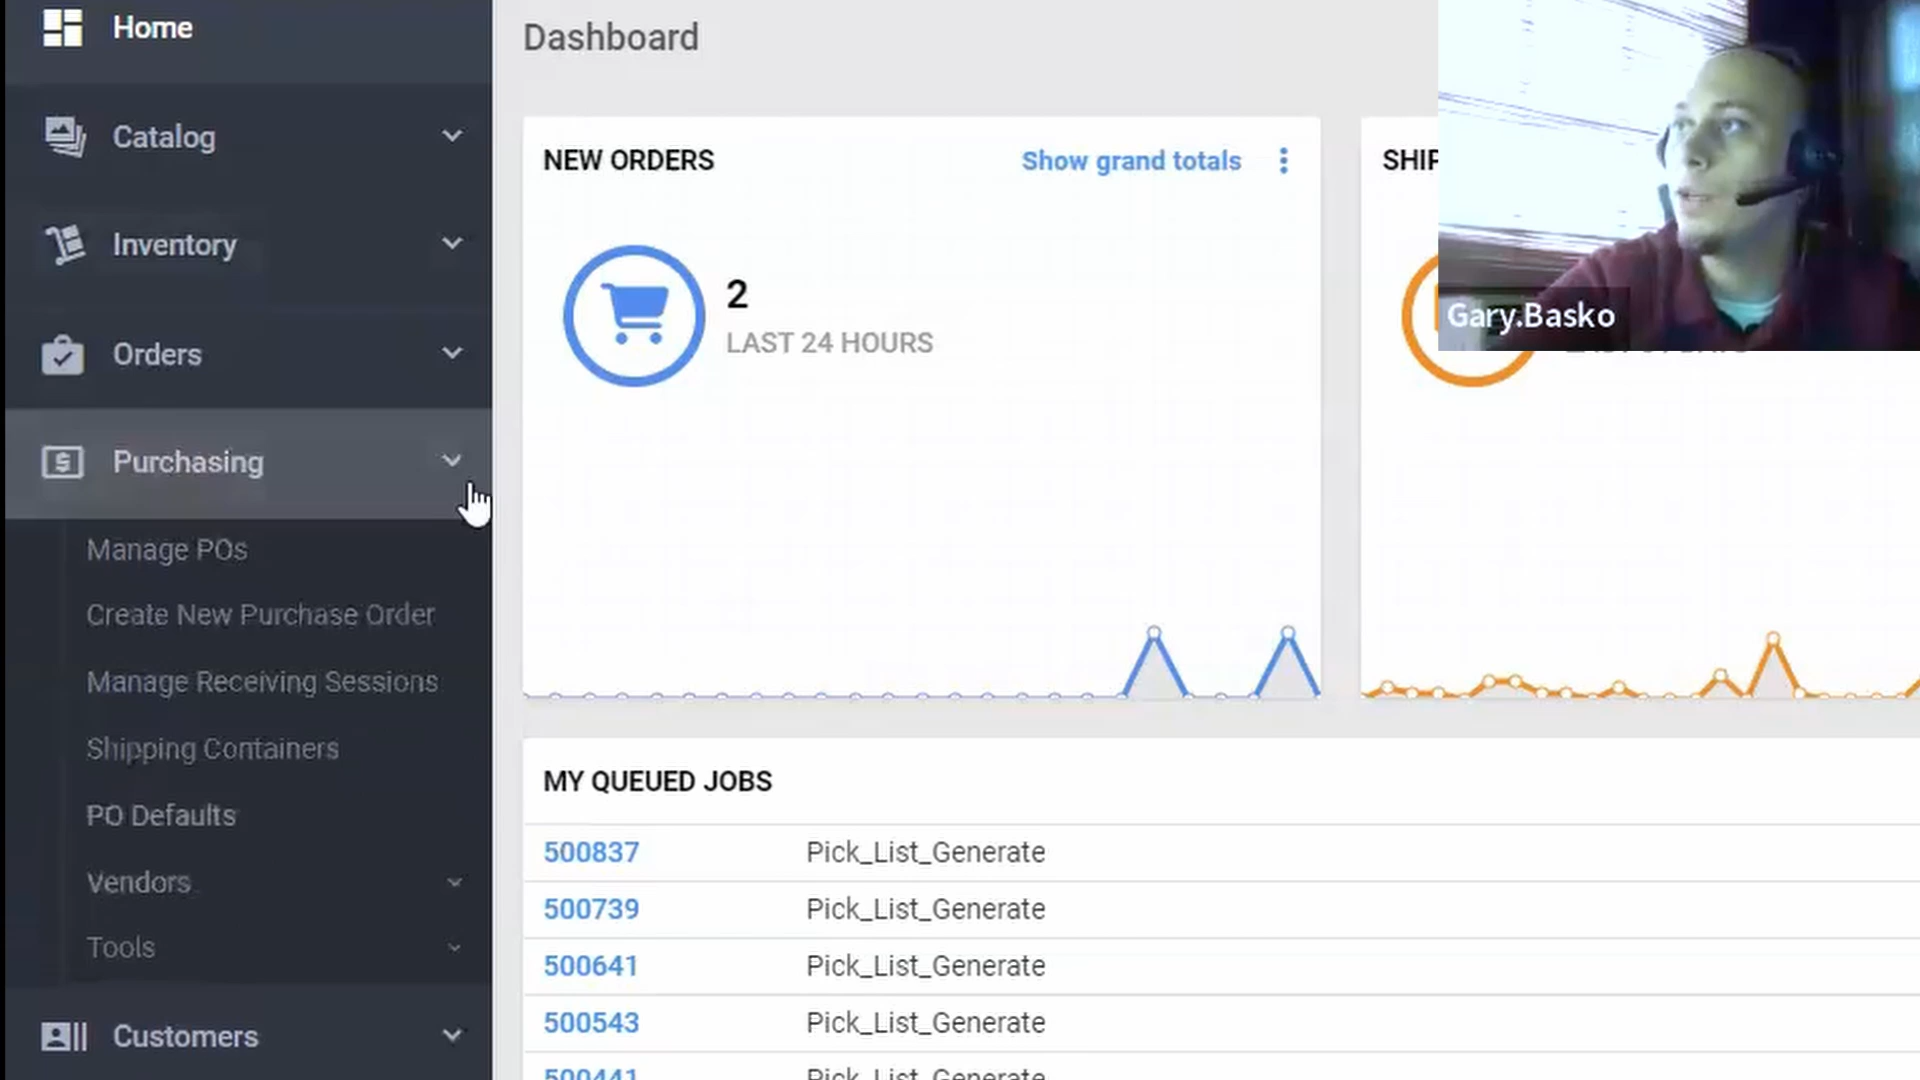 Home
Catalog
Inventory
Orders
Purchasing
Manage POs
Create New Purchase Order
Manage Receiving Sessions
Shipping Containers
PO Defaults
Vendors
Tools
Customers
Dashboard
NEW ORDERS
Show grand totals
2
LAST 24 HOURS
SHIP
Gary.Basko
MY QUEUED JOBS
500837 Pick_List_Generate
500739 Pick_List_Generate
500641 Pick_List_Generate
500543 Pick_List_Generate
500441 Pick_List_Generate